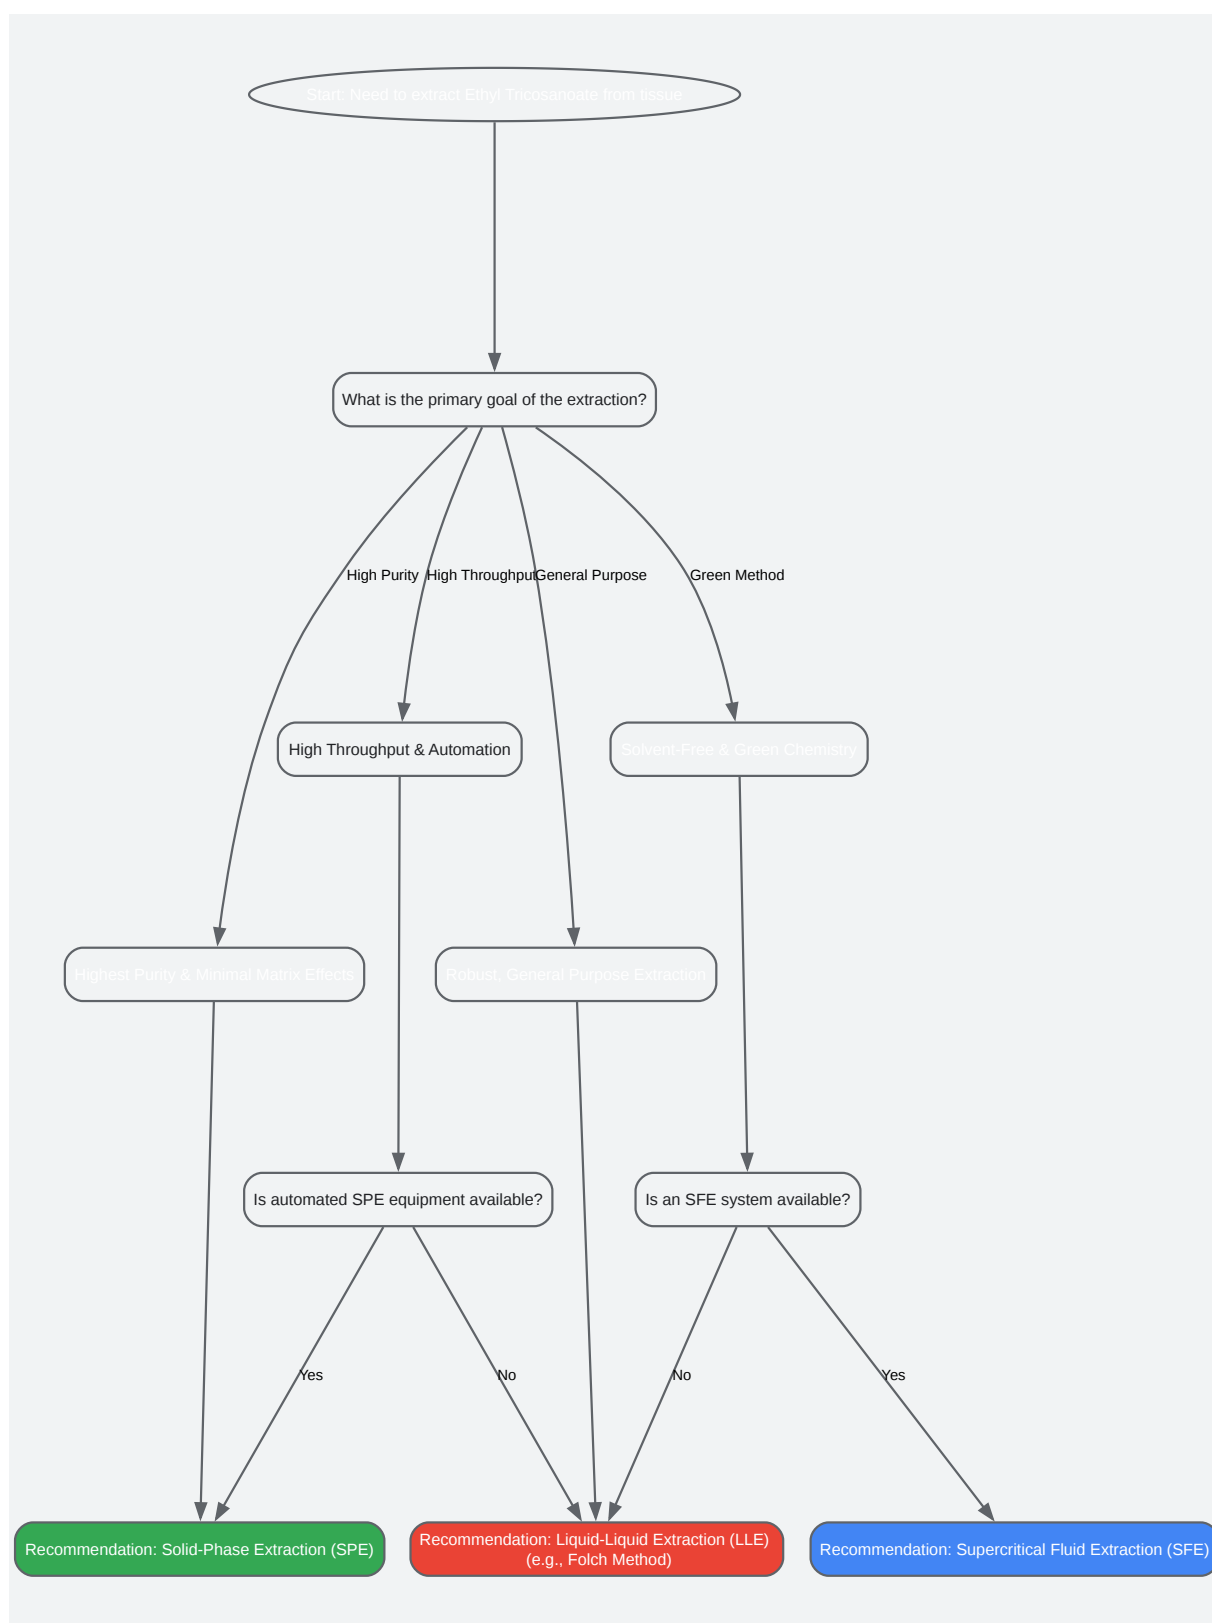 Start: Need to extract Ethyl Tricosanoate from tissue
What is the primary goal of the extraction?
High Purity
High Throughput
General Purpose
Green Method
High Throughput & Automation
Solvent-Free & Green Chemistry
Highest Purity & Minimal Matrix Effects
Robust, General Purpose Extraction
Is automated SPE equipment available?
Is an SFE system available?
Yes
No
No
Yes
Recommendation: Solid-Phase Extraction (SPE)
Recommendation: Liquid-Liquid Extraction (LLE)
(e.g., Folch Method)
Recommendation: Supercritical Fluid Extraction (SFE)